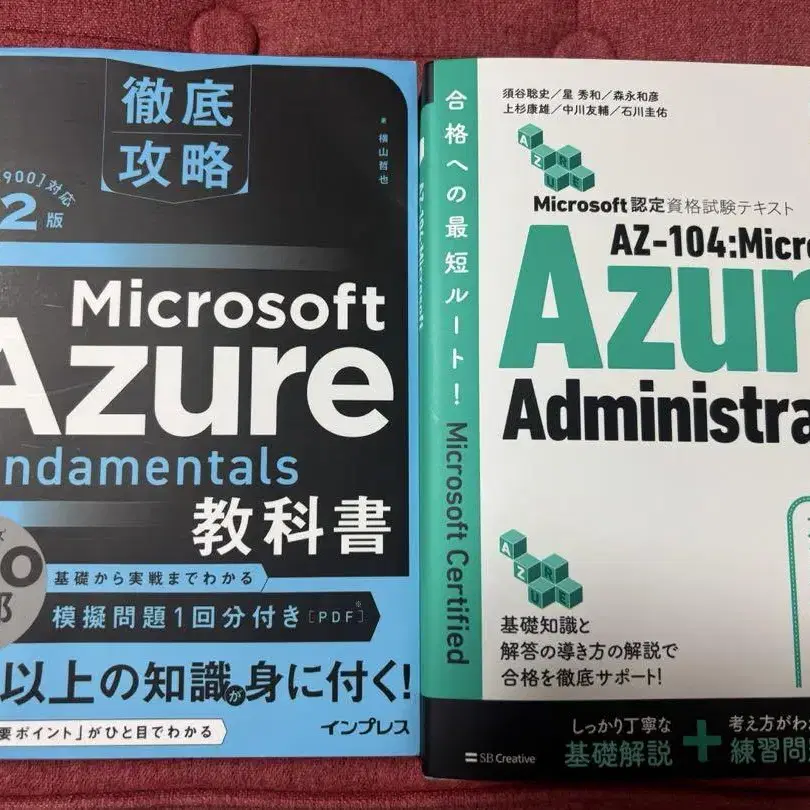 徹底
攻略
著
横山哲也
900]対応
2版
Microsoft
Azure
ndamentals
教科書
基礎から実戦までわかる
模擬問題1回分付き[PDF]※
以上の知識が身に付く!
要ポイント」がひと目でわかる
インプレス
合格への最短ルート!
AZ-104:Microsoft
Microsoft Certified
須谷聡史/星 秀和/森永和彦
上杉康雄/中川友輔/石川圭佑
AZURE
Microsoft認定資格試験テキスト
AZ-104:Micro
Azur
Administra
AZURE
基礎知識と
解答の導き方の解説で
合格を徹底サポート!
SB Creative
しっかり丁寧な
基礎解説
+
考え方がわ
練習問